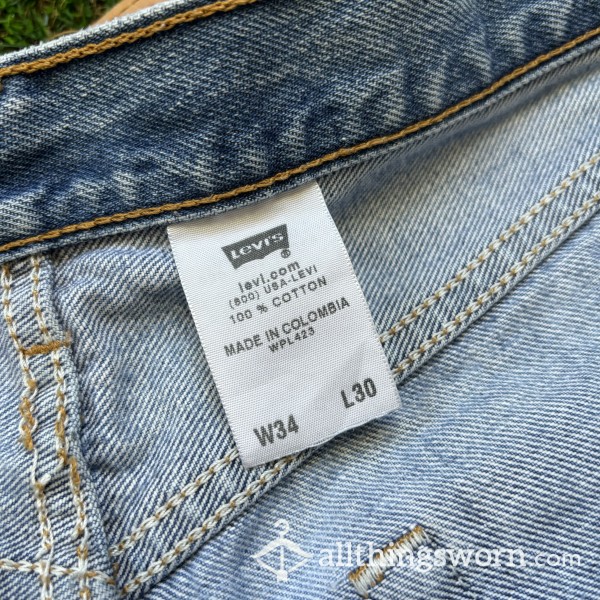 Levi's®
levi.com
(800) USA-LEVI
100 % COTTON
MADE IN COLOMBIA
WPL423
W34 L30
allthingsworn.com